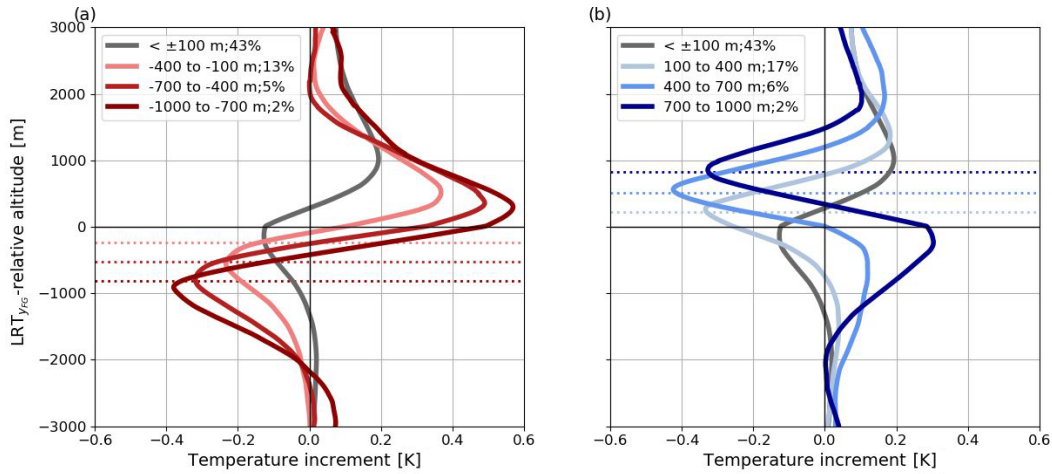 (a)
< ±100 m;43%
-400 to -100 m;13%
-700 to -400 m;5%
-1000 to -700 m;2%
3000
2000
1000
0
−1000
−2000
−3000
−0.6
−0.4
−0.2
0.0
0.2
0.4
0.6
Temperature increment [K]
LRT_yFG-relative altitude [m]
(b)
< ±100 m;43%
100 to 400 m;17%
400 to 700 m;6%
700 to 1000 m;2%
−0.6
−0.4
−0.2
0.0
0.2
0.4
0.6
Temperature increment [K]